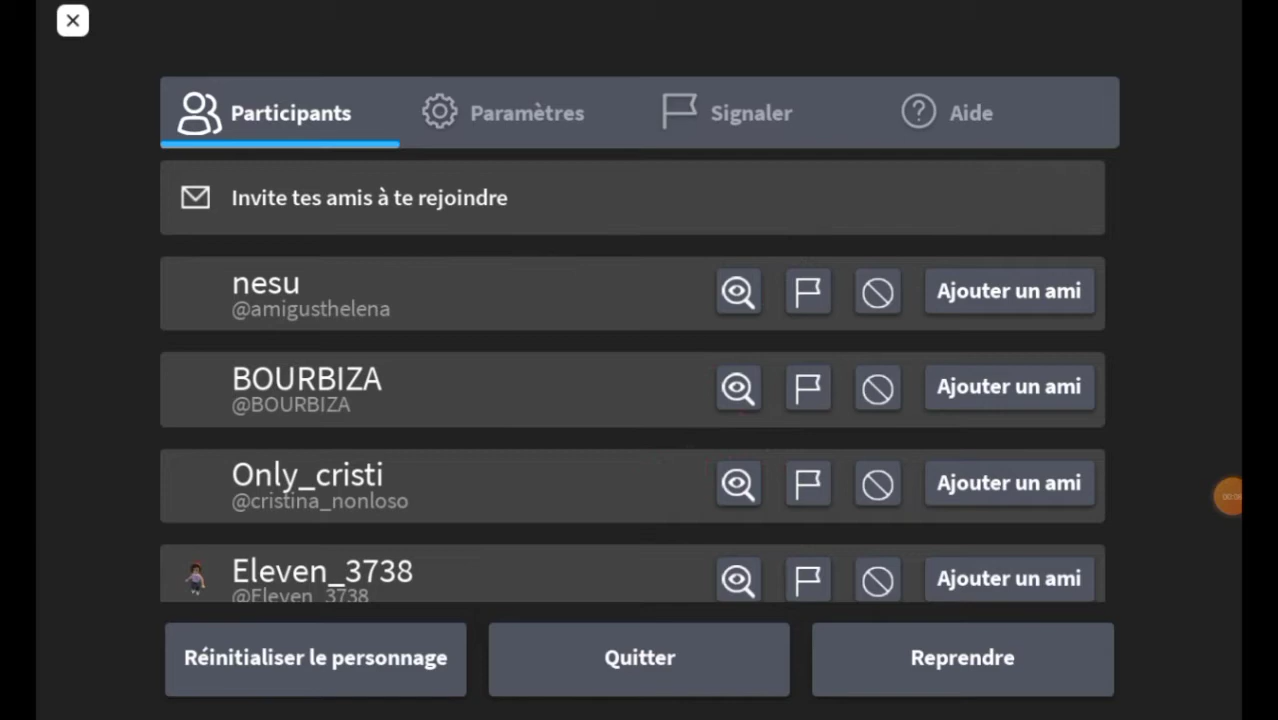 Participants
Paramètres
Signaler
Aide
Invite tes amis à te rejoindre
nesu
@amigusthelena
Ajouter un ami
BOURBIZA
@BOURBIZA
Ajouter un ami
Only_cristi
@cristina_nonloso
Ajouter un ami
Eleven_3738
@Eleven_3738
Ajouter un ami
Réinitialiser le personnage
Quitter
Reprendre